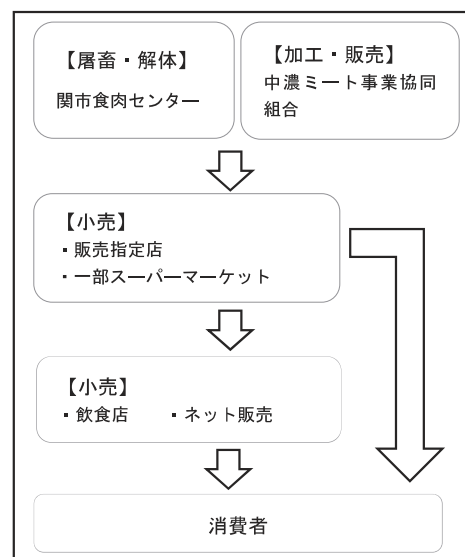 【屠畜・解体】
関市食肉センター
【加工・販売】
中濃ミート事業協同
組合
【小売】
・販売指定店
・一部スーパーマーケット
【小売】
・飲食店　・ネット販売
消費者